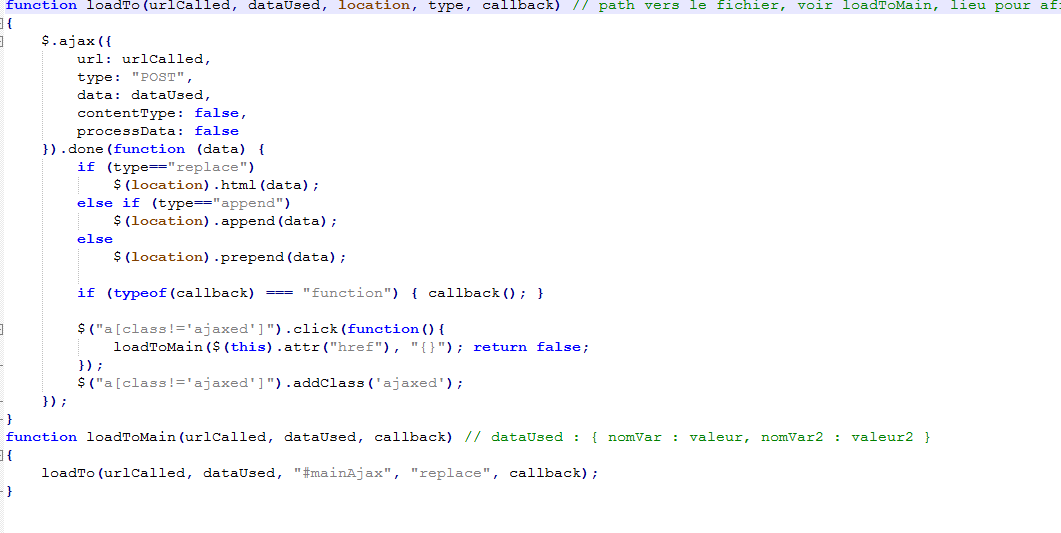 function loadTo(urlCalled, dataUsed, location, type, callback) // path vers le fichier, voir loadToMain, lieu pour
{
$.ajax({
url: urlCalled,
type: "POST",
data: dataUsed,
contentType: false,
processData: false
}).done(function (data) {
if (type=="replace")
$(location).html(data);
else if (type=="append")
$(location).append(data);
else
$(location).prepend(data);
if (typeof(callback) === "function") { callback(); }
$("a[class!='ajaxed']").click(function(){
loadToMain($(this).attr("href"), "{}"); return false;
});
$("a[class!='ajaxed']").addClass('ajaxed');
});
}
function loadToMain(urlCalled, dataUsed, callback) // dataUsed : { nomVar : valeur, nomVar2 : valeur2 }
{
loadTo(urlCalled, dataUsed, "#mainAjax", "replace", callback);
}